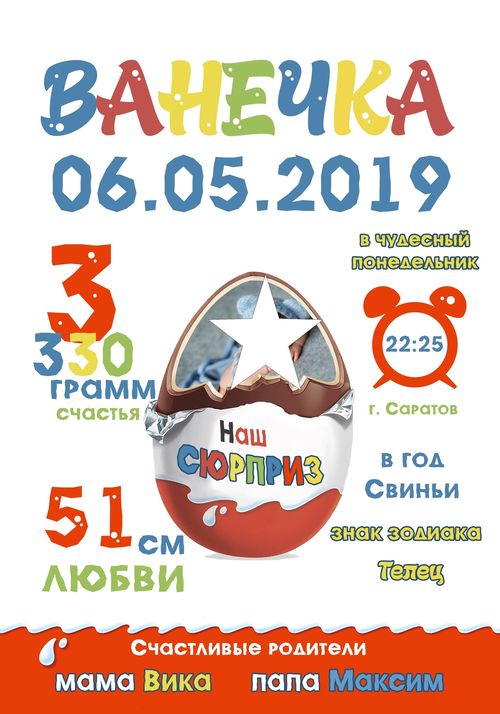 ВАНЕЧКА
06.05.2019
3
330
грамм
счастья
в чудесный
понедельник
22:25
г. Саратов
Наш
СЮРПРИЗ
в год
Свиньи
51 см
ЛЮБВИ
знак зодиака
Телец
Счастливые родители
мама Вика папа Максим